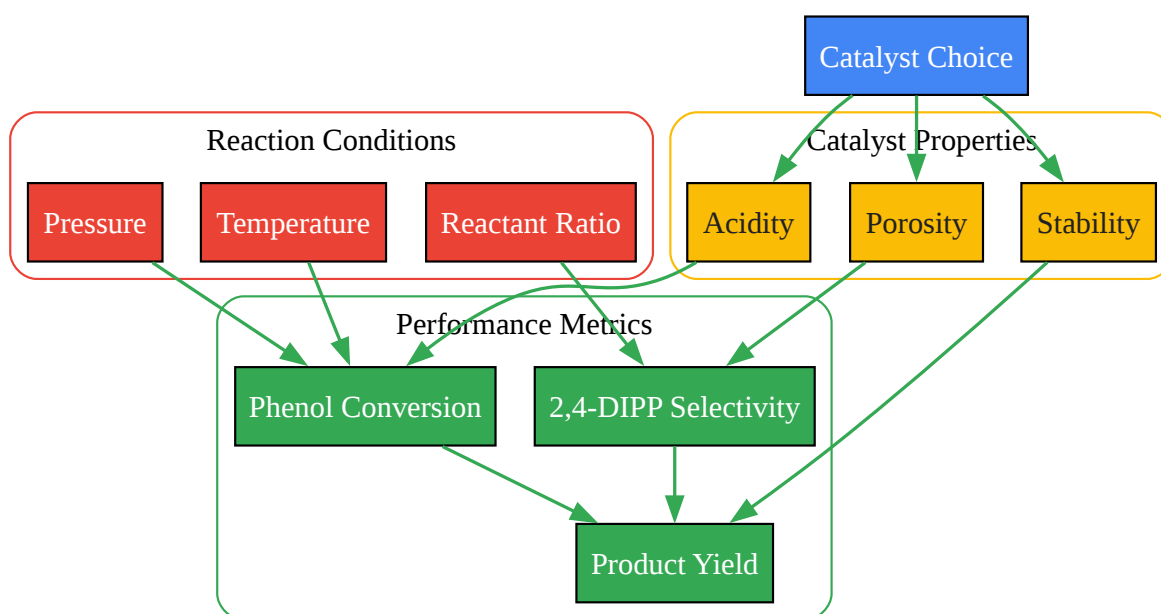 Catalyst Choice
Reaction Conditions
Catalyst Properties
Pressure
Temperature
Reactant Ratio
Acidity
Porosity
Stability
Performance Metrics
Phenol Conversion
2,4-DIPP Selectivity
Product Yield